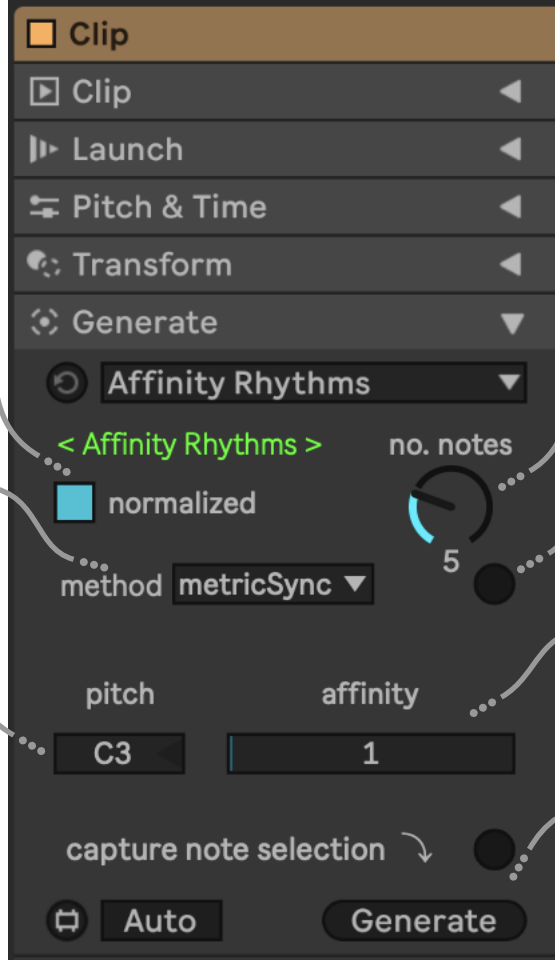 Clip
Clip
Launch
Pitch & Time
Transform
Generate
Affinity Rhythms
< Affinity Rhythms >
no. notes
normalized
5
method metricSync
pitch affinity
C3 1
capture note selection
Auto Generate